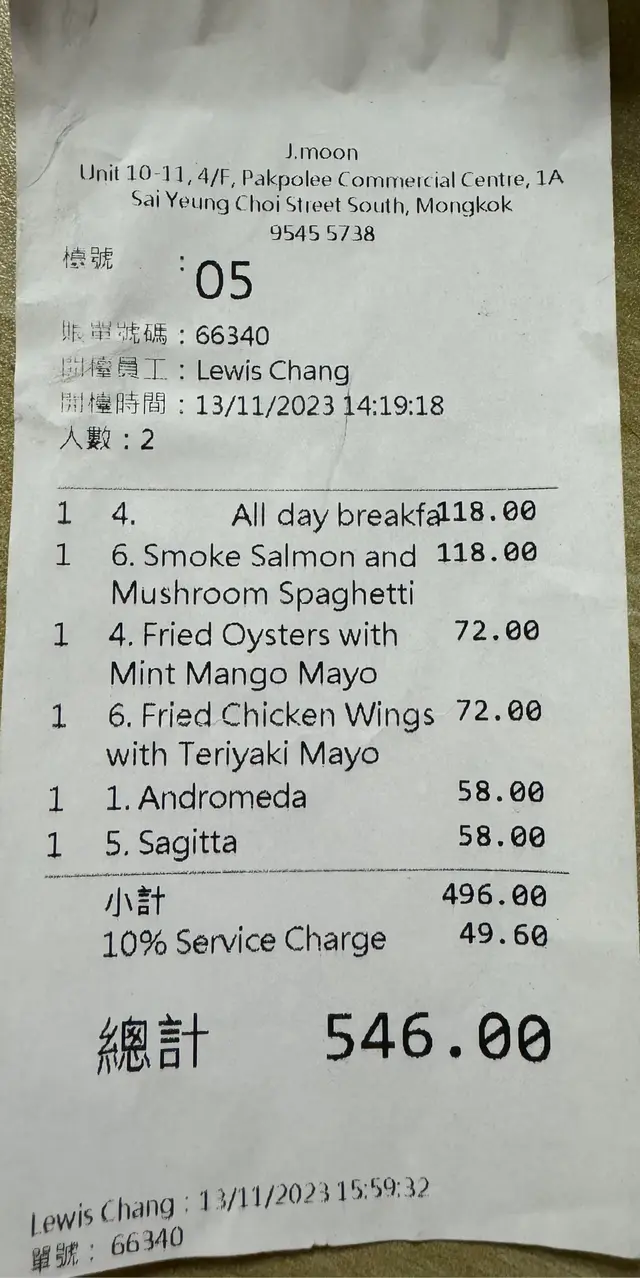 J.moon
Unit 10-11, 4/F, Pakpolee Commercial Centre, 1A
Sai Yeung Choi Street South, Mongkok
9545 5738
檯號 : 05
賬單號碼 : 66340
開檯員工 : Lewis Chang
開檯時間 : 13/11/2023 14:19:18
人數 : 2
1 4. All day breakfa118.00
1 6. Smoke Salmon and 118.00
Mushroom Spaghetti
1 4. Fried Oysters with 72.00
Mint Mango Mayo
1 6. Fried Chicken Wings 72.00
with Teriyaki Mayo
1 1. Andromeda 58.00
1 5. Sagitta 58.00
小計 496.00
10% Service Charge 49.60
總計 546.00
Lewis Chang : 13/11/2023 15:59:32
單號 : 66340